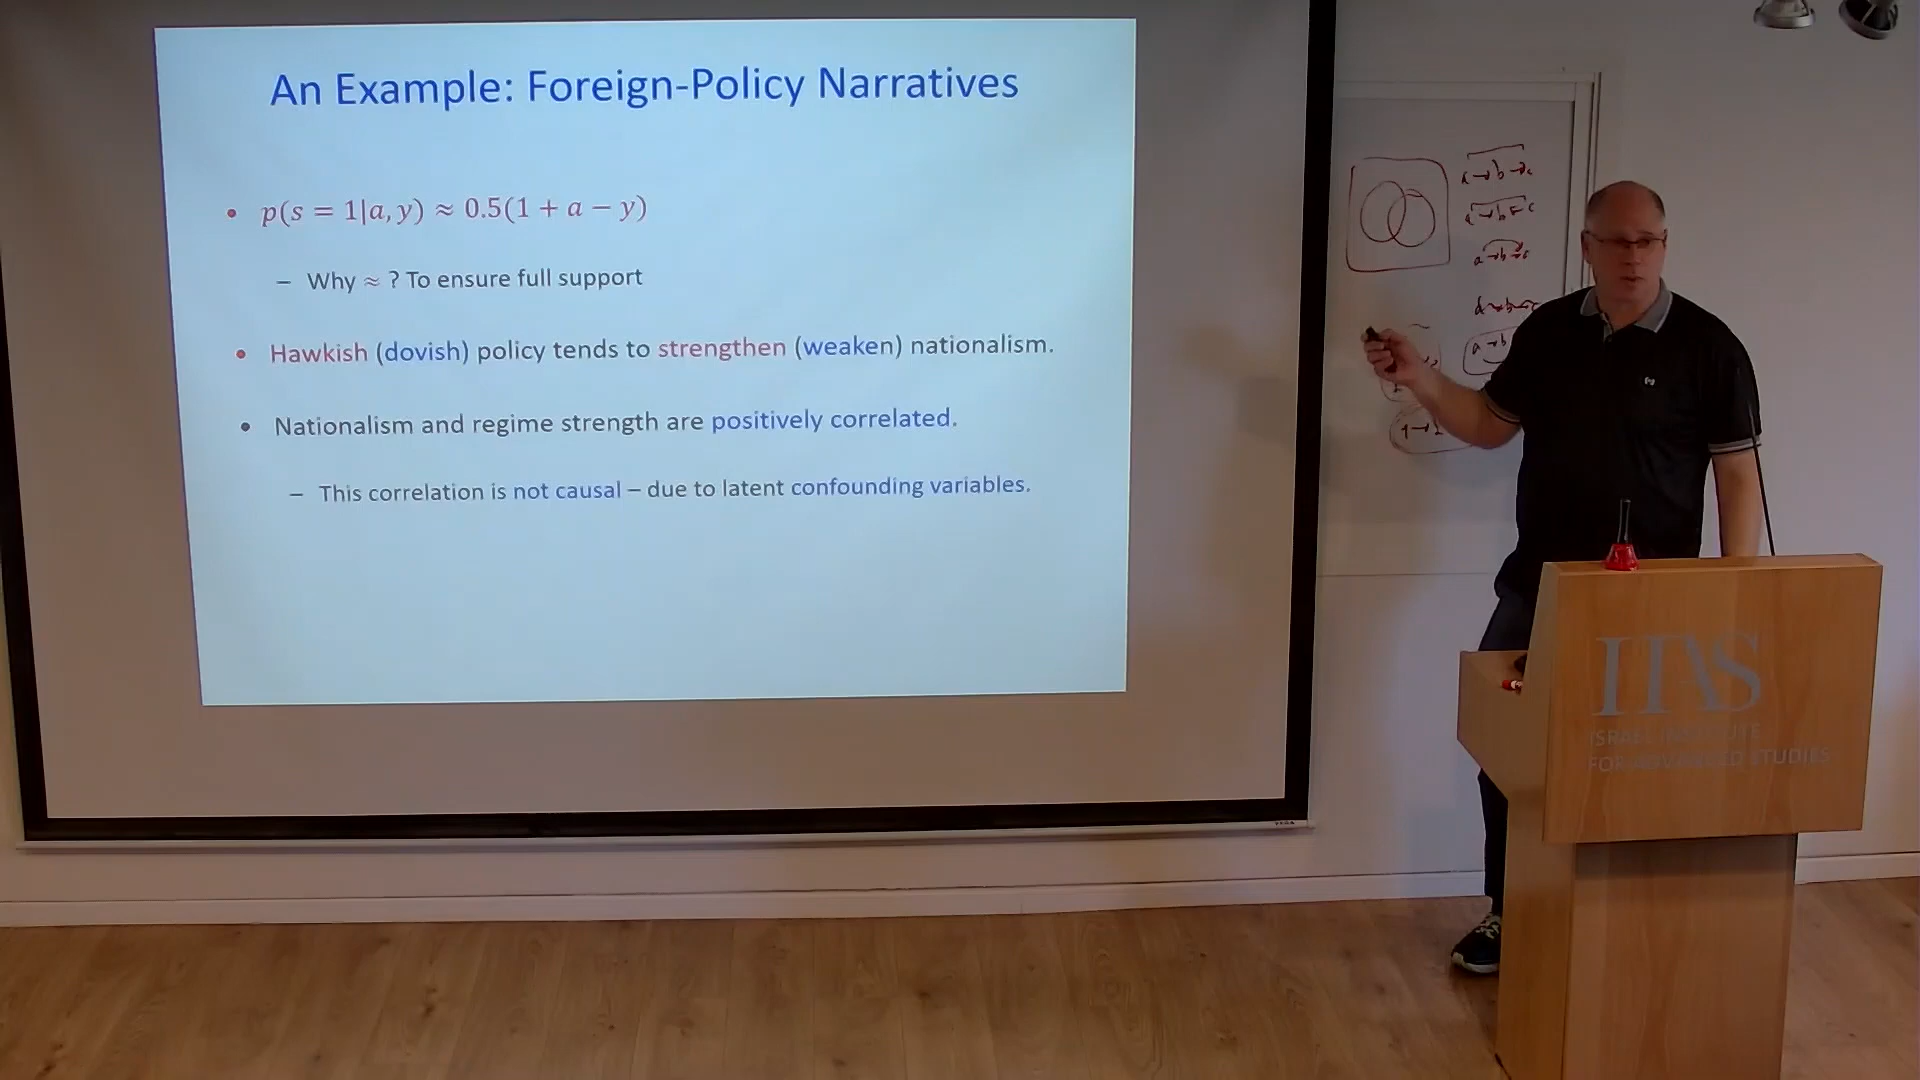 An Example: Foreign-Policy Narratives
• p(s = 1|a, y) ≈ 0.5(1 + a − y)
– Why ≈ ? To ensure full support
• Hawkish (dovish) policy tends to strengthen (weaken) nationalism.
• Nationalism and regime strength are positively correlated.
– This correlation is not causal – due to latent confounding variables.
a → b
IIAS
ISRAEL INSTITUTE
FOR ADVANCED STUDIES